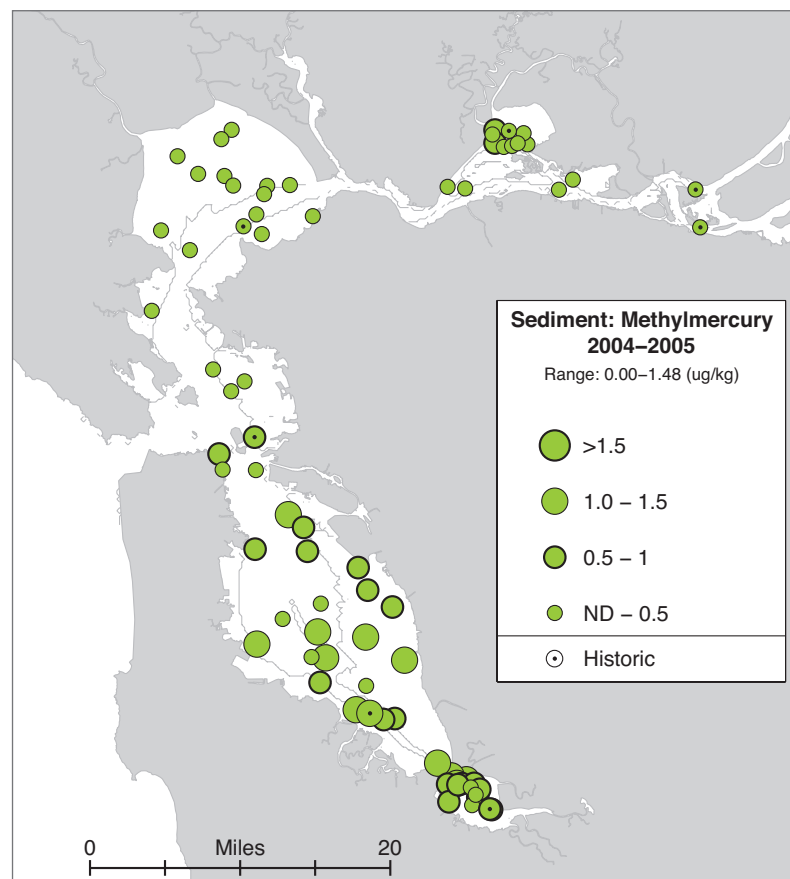 Sediment: Methylmercury
2004–2005
Range: 0.00–1.48 (ug/kg)
>1.5
1.0 – 1.5
0.5 – 1
ND – 0.5
Historic
0 Miles 20